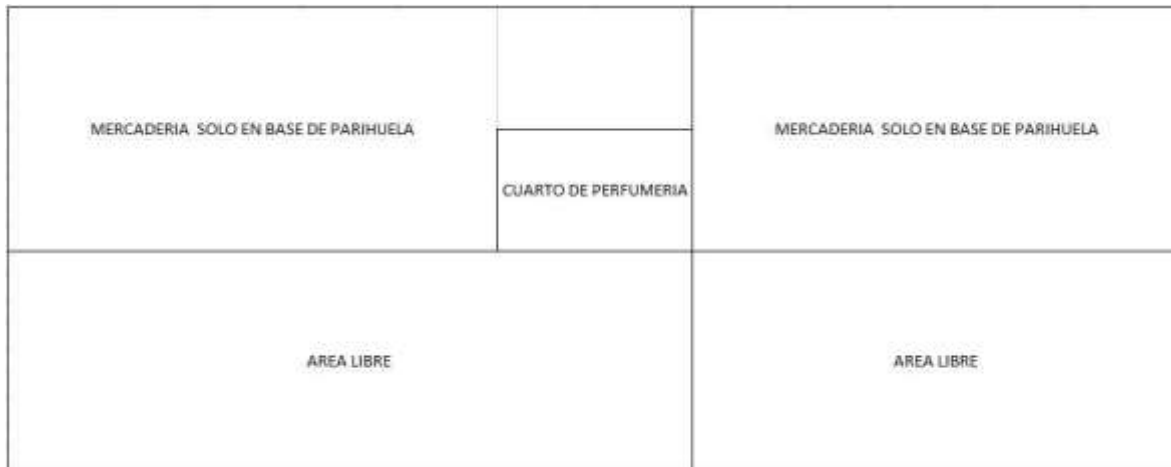 MERCADERIA SOLO EN BASE DE PARIHUELA
MERCADERIA SOLO EN BASE DE PARIHUELA
CUARTO DE PERFUMERIA
AREA LIBRE
AREA LIBRE